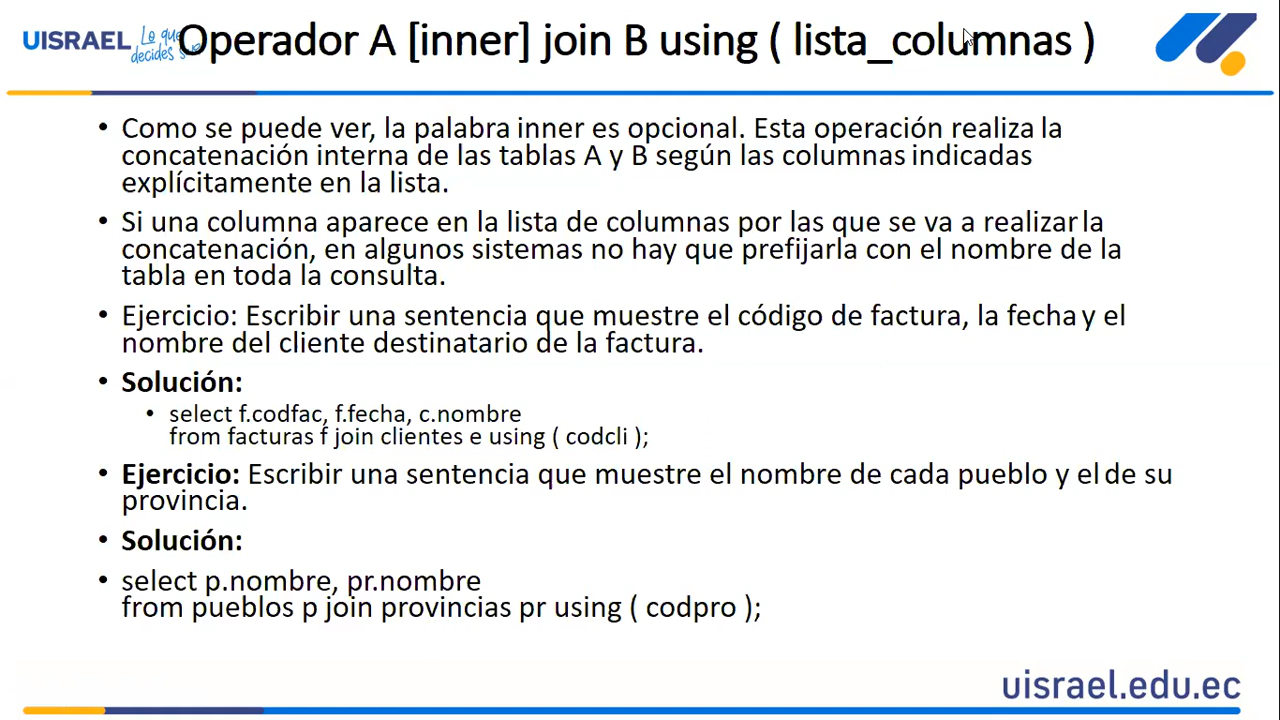 UISRAEL Lo que decides s
Operador A [inner] join B using ( lista_columnas )
• Como se puede ver, la palabra inner es opcional. Esta operación realiza la
concatenación interna de las tablas A y B según las columnas indicadas
explícitamente en la lista.
• Si una columna aparece en la lista de columnas por las que se va a realizar la
concatenación, en algunos sistemas no hay que prefijarla con el nombre de la
tabla en toda la consulta.
• Ejercicio: Escribir una sentencia que muestre el código de factura, la fecha y el
nombre del cliente destinatario de la factura.
• Solución:
• select f.codfac, f.fecha, c.nombre
from facturas f join clientes e using ( codcli );
• Ejercicio: Escribir una sentencia que muestre el nombre de cada pueblo y el de su
provincia.
• Solución:
• select p.nombre, pr.nombre
from pueblos p join provincias pr using ( codpro );
uisrael.edu.ec